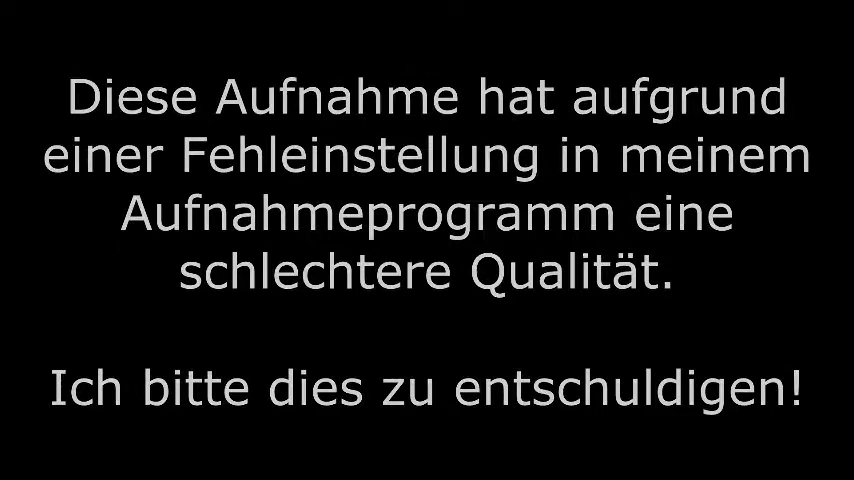 Diese Aufnahme hat aufgrund
einer Fehleinstellung in meinem
Aufnahmeprogramm eine
schlechtere Qualität.
Ich bitte dies zu entschuldigen!